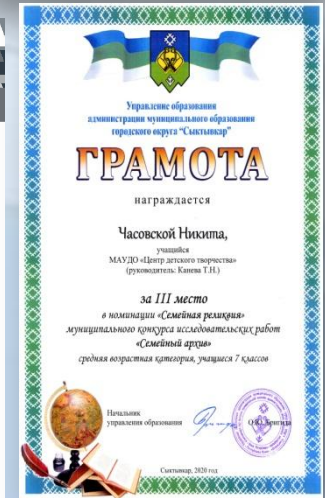 Управление образования
администрации муниципального образования
городского округа "Сыктывкар"
ГРАМОТА
награждается
Часовской Никита,
учащийся
МАУДО «Центр детского творчества»
(руководитель: Канева Т.Н.)
за III место
в номинации «Семейная реликвия»
муниципального конкурса исследовательских работ
«Семейный архив»
средняя возрастная категория, учащиеся 7 классов
Начальник
управления образования
О.Ю. Бригида
Сыктывкар, 2020 год